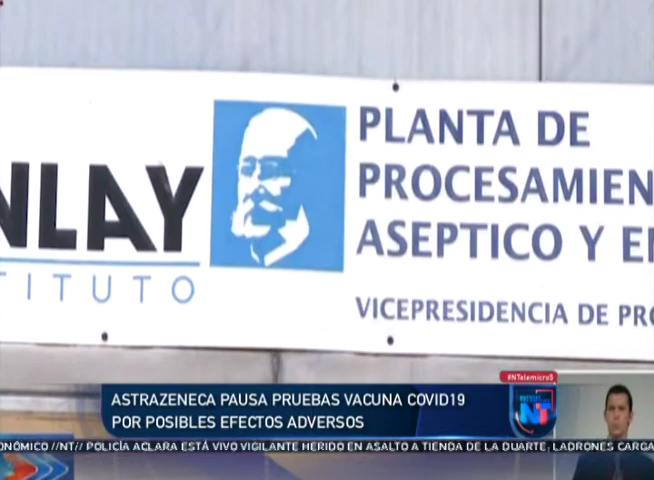 NLAY
TITUTO
PLANTA DE
PROCESAMIEN
ASEPTICO Y EN
VICEPRESIDENCIA DE PRO
#NTelemicro5
NT
ASTRAZENECA PAUSA PRUEBAS VACUNA COVID19
POR POSIBLES EFECTOS ADVERSOS
ONÓMICO //NT// POLICÍA ACLARA ESTÁ VIVO VIGILANTE HERIDO EN ASALTO A TIENDA DE LA DUARTE, LADRONES CARGA